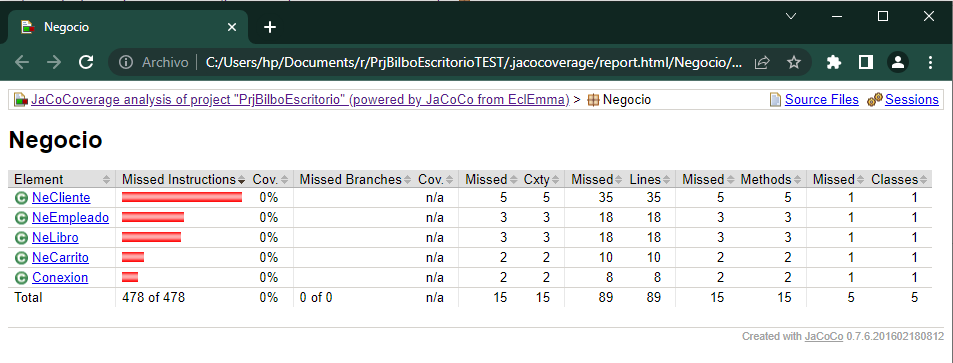 Negocio
Archivo C:/Users/hp/Documents/r/PrjBilboEscritorioTEST/.jacocoverage/report.html/Negocio/...
JaCoCoverage analysis of project "PrjBilboEscritorio" (powered by JaCoCo from EclEmma) > Negocio Source Files Sessions
Negocio
Element Missed Instructions Cov. Missed Branches Cov. Missed Cxty Missed Lines Missed Methods Missed Classes
NeCliente 0% n/a 5 5 35 35 5 5 1 1
NeEmpleado 0% n/a 3 3 18 18 3 3 1 1
NeLibro 0% n/a 3 3 18 18 3 3 1 1
NeCarrito 0% n/a 2 2 10 10 2 2 1 1
Conexion 0% n/a 2 2 8 8 2 2 1 1
Total 478 of 478 0% 0 of 0 n/a 15 15 89 89 15 15 5 5
Created with JaCoCo 0.7.6.201602180812